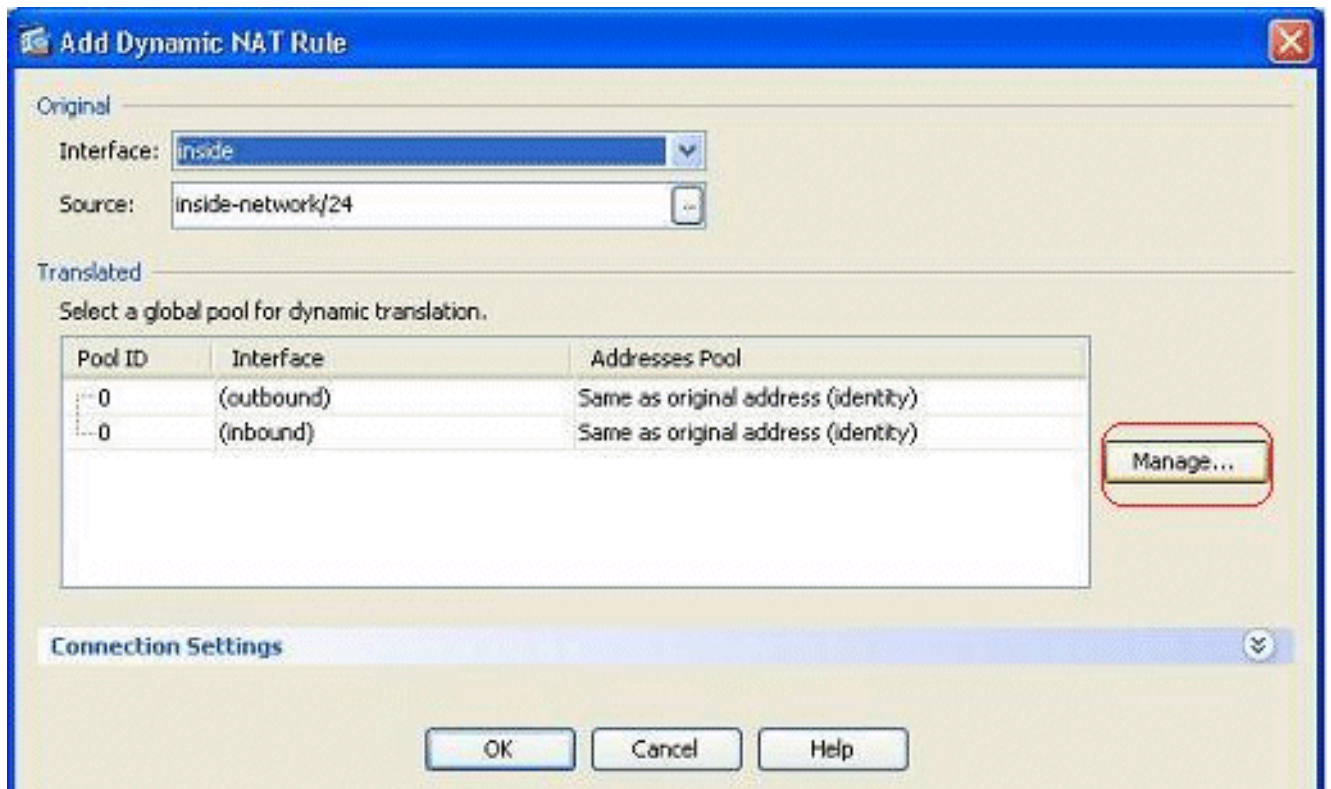 Add Dynamic NAT Rule
Original
Interface: inside
Source: inside-network/24 ...
Translated
Select a global pool for dynamic translation.
Pool ID Interface Addresses Pool
0 (outbound) Same as original address (identity)
0 (inbound) Same as original address (identity)
Manage...
Connection Settings
OK Cancel Help